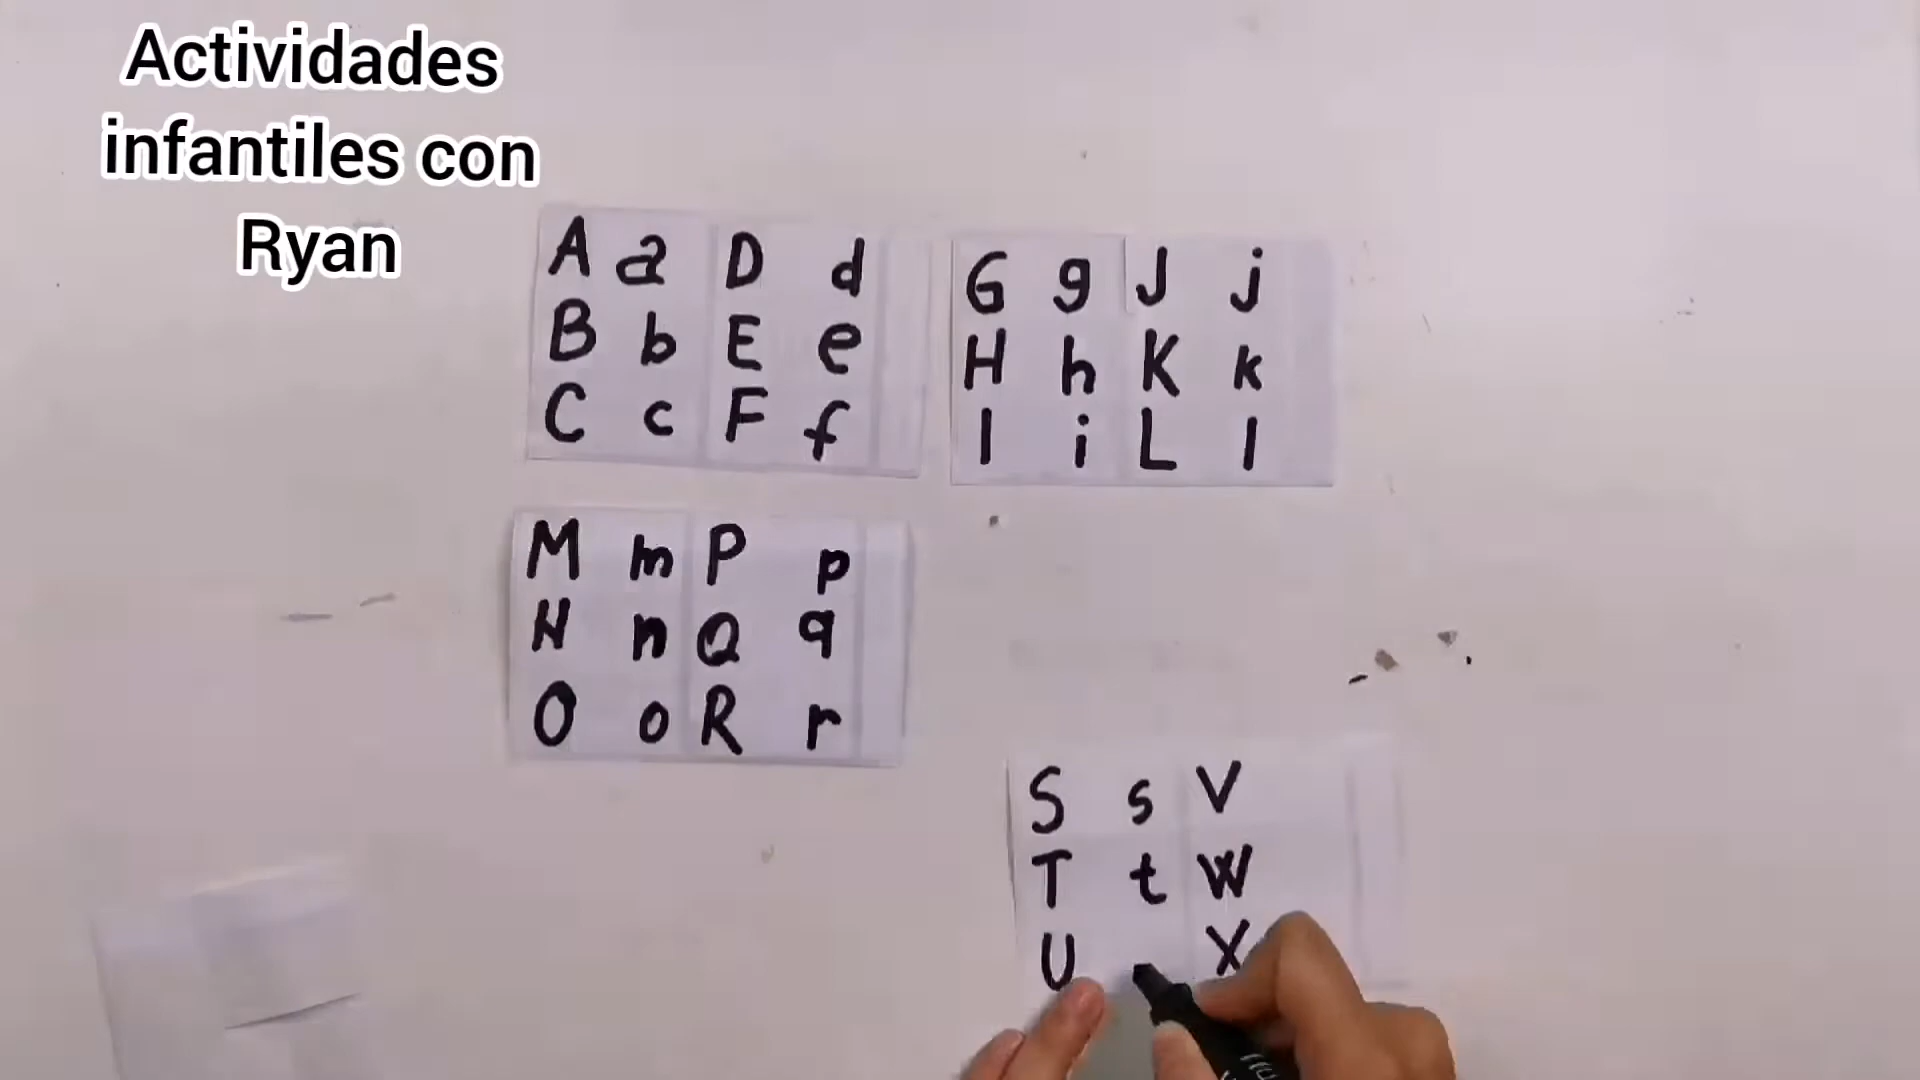 Actividades
infantiles con
Ryan
A a D d
B b E e
C c F f
G g J j
H h K k
I i L l
M m P p
N n Q q
O o R r
S s V
T t W
U X